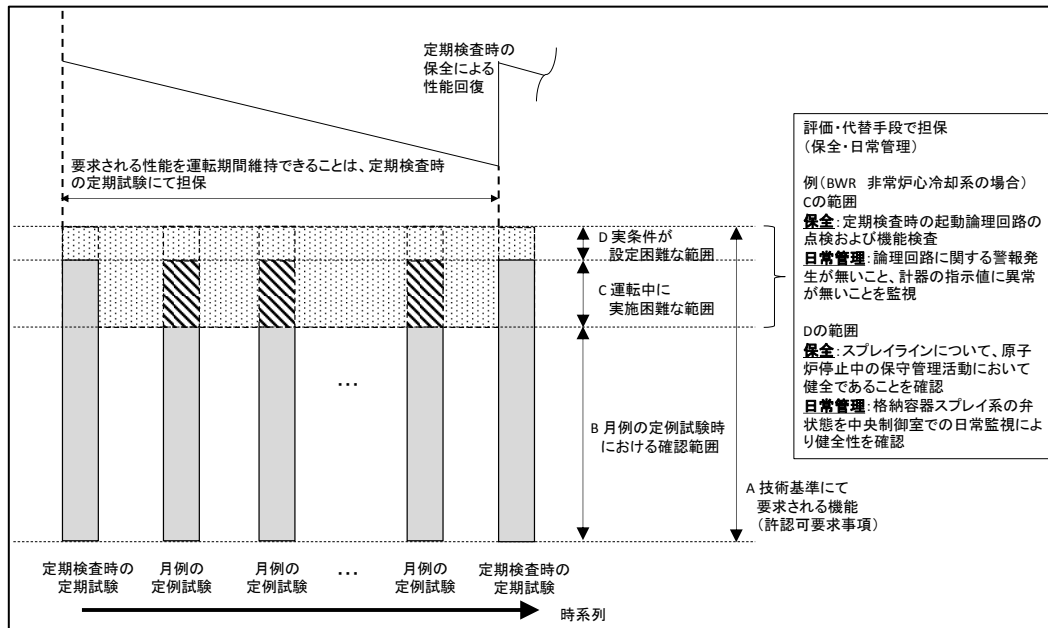 定期検査時の
保全による
性能回復
要求される性能を運転期間維持できることは、定期検査時
の定期試験にて担保
D 実条件が
設定困難な範囲
C 運転中に
実施困難な範囲
…
B 月例の定例試験時
における確認範囲
A 技術基準にて
要求される機能
（許認可要求事項）
評価・代替手段で担保
（保全・日常管理）
例（BWR 非常炉心冷却系の場合）
Cの範囲
保全：定期検査時の起動論理回路の
点検および機能検査
日常管理：論理回路に関する警報発
生が無いこと、計器の指示値に異常
が無いことを監視
Dの範囲
保全：スプレイラインについて、原子
炉停止中の保守管理活動において
健全であることを確認
日常管理：格納容器スプレイ系の弁
状態を中央制御室での日常監視によ
り健全性を確認
定期検査時の
定期試験
月例の
定例試験
月例の
定例試験
…
月例の
定例試験
定期検査時の
定期試験
時系列